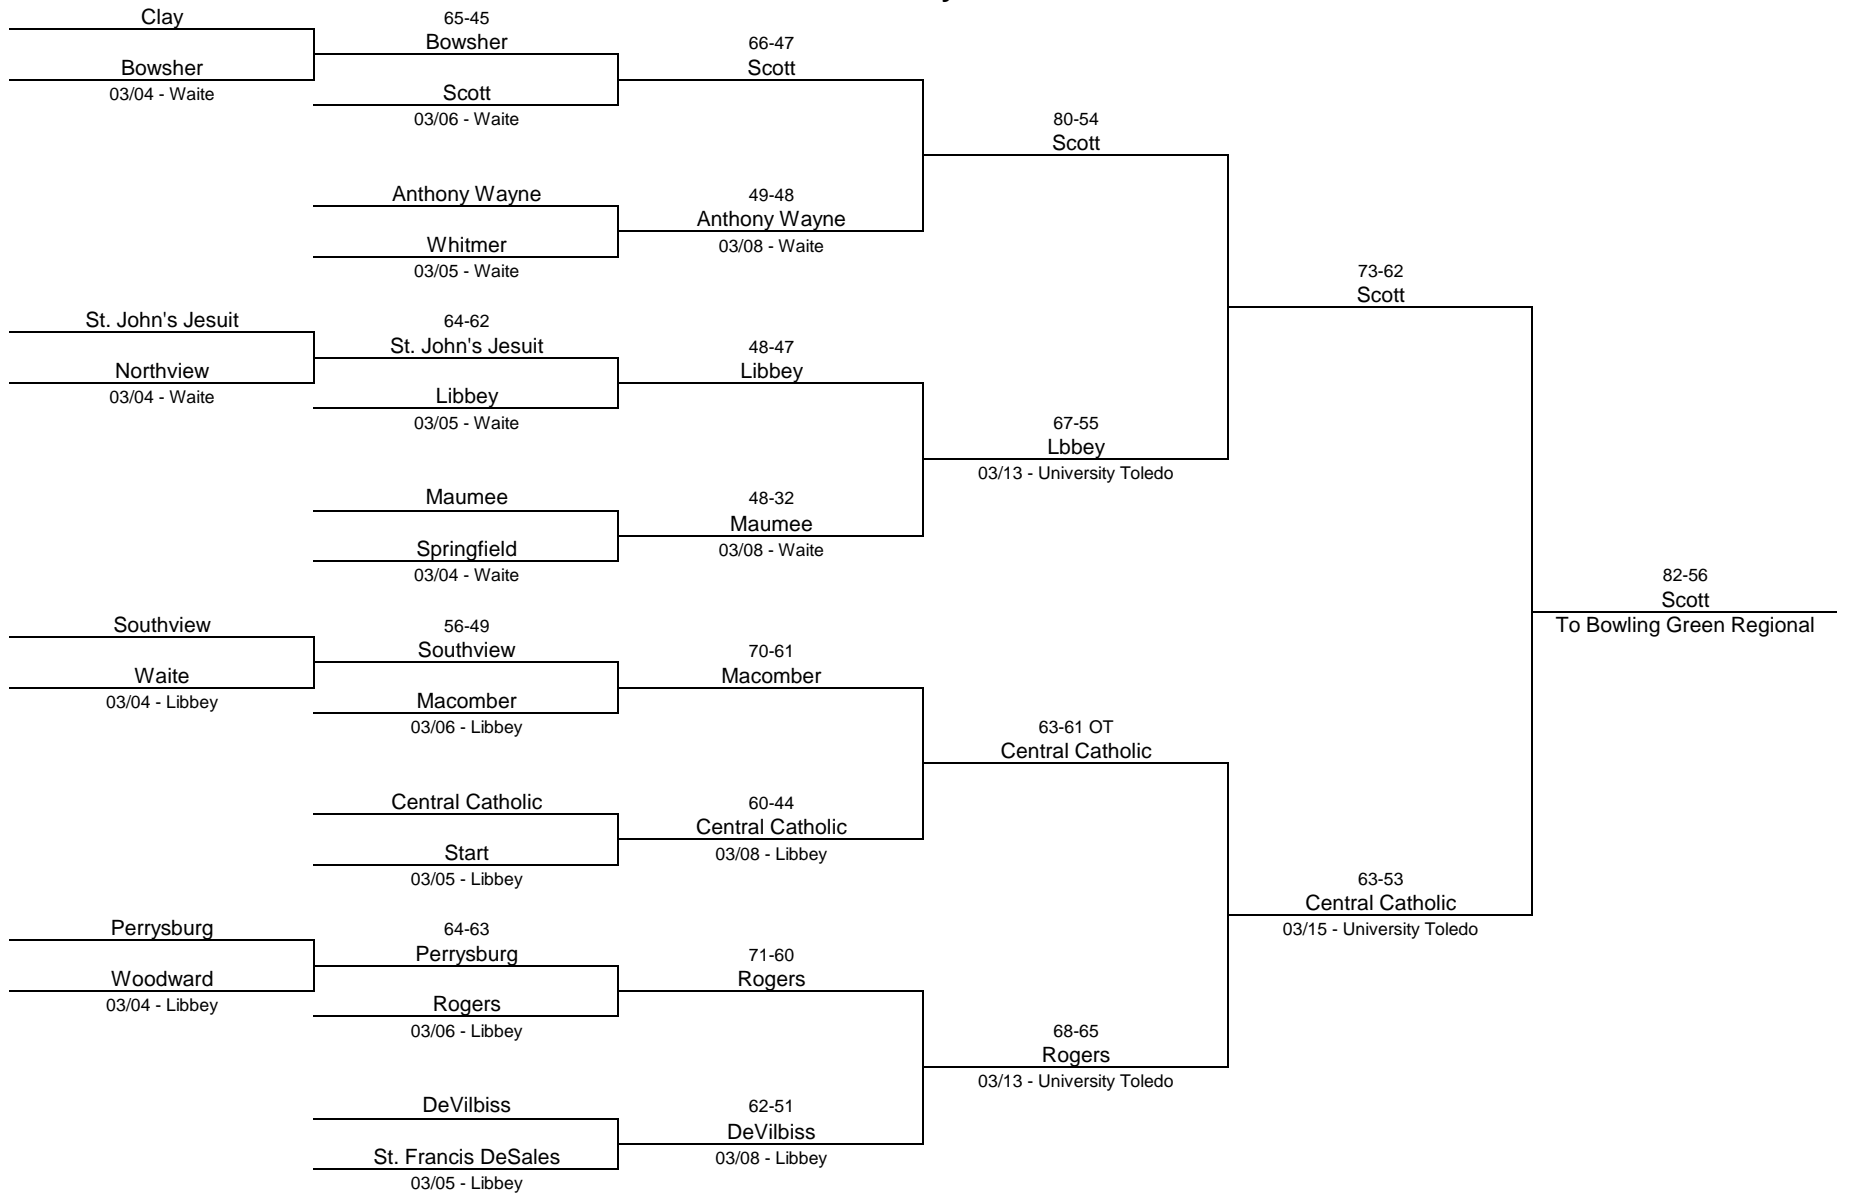 Clay
Bowsher
03/04 - Waite
65-45
Bowsher
Scott
03/06 - Waite
66-47
Scott
Anthony Wayne
Whitmer
03/05 - Waite
49-48
Anthony Wayne
03/08 - Waite
80-54
Scott
St. John's Jesuit
Northview
03/04 - Waite
64-62
St. John's Jesuit
Libbey
03/05 - Waite
48-47
Libbey
Maumee
Springfield
03/04 - Waite
48-32
Maumee
03/08 - Waite
67-55
Lbbey
03/13 - University Toledo
73-62
Scott
Southview
Waite
03/04 - Libbey
56-49
Southview
Macomber
03/06 - Libbey
70-61
Macomber
Central Catholic
Start
03/05 - Libbey
60-44
Central Catholic
03/08 - Libbey
63-61 OT
Central Catholic
Perrysburg
Woodward
03/04 - Libbey
64-63
Perrysburg
Rogers
03/06 - Libbey
71-60
Rogers
DeVilbiss
St. Francis DeSales
03/05 - Libbey
62-51
DeVilbiss
03/08 - Libbey
68-65
Rogers
03/13 - University Toledo
63-53
Central Catholic
03/15 - University Toledo
82-56
Scott
To Bowling Green Regional